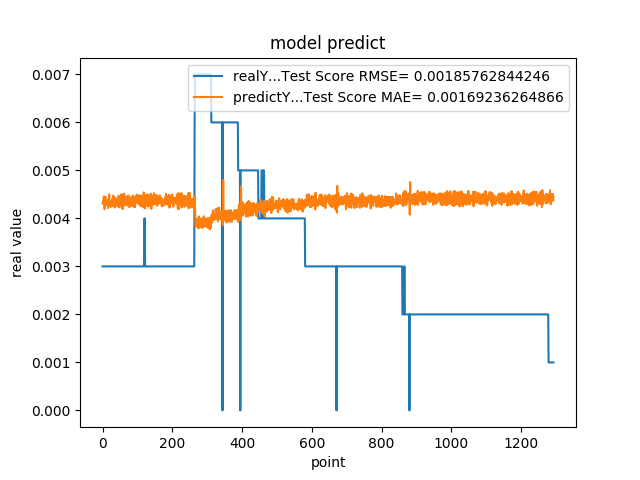 model predict
realY...Test Score RMSE= 0.00185762844246
predictY...Test Score MAE= 0.00169236264866
0.007
0.006
0.005
0.004
0.003
0.002
0.001
0.000
real value
0 200 400 600 800 1000 1200
point